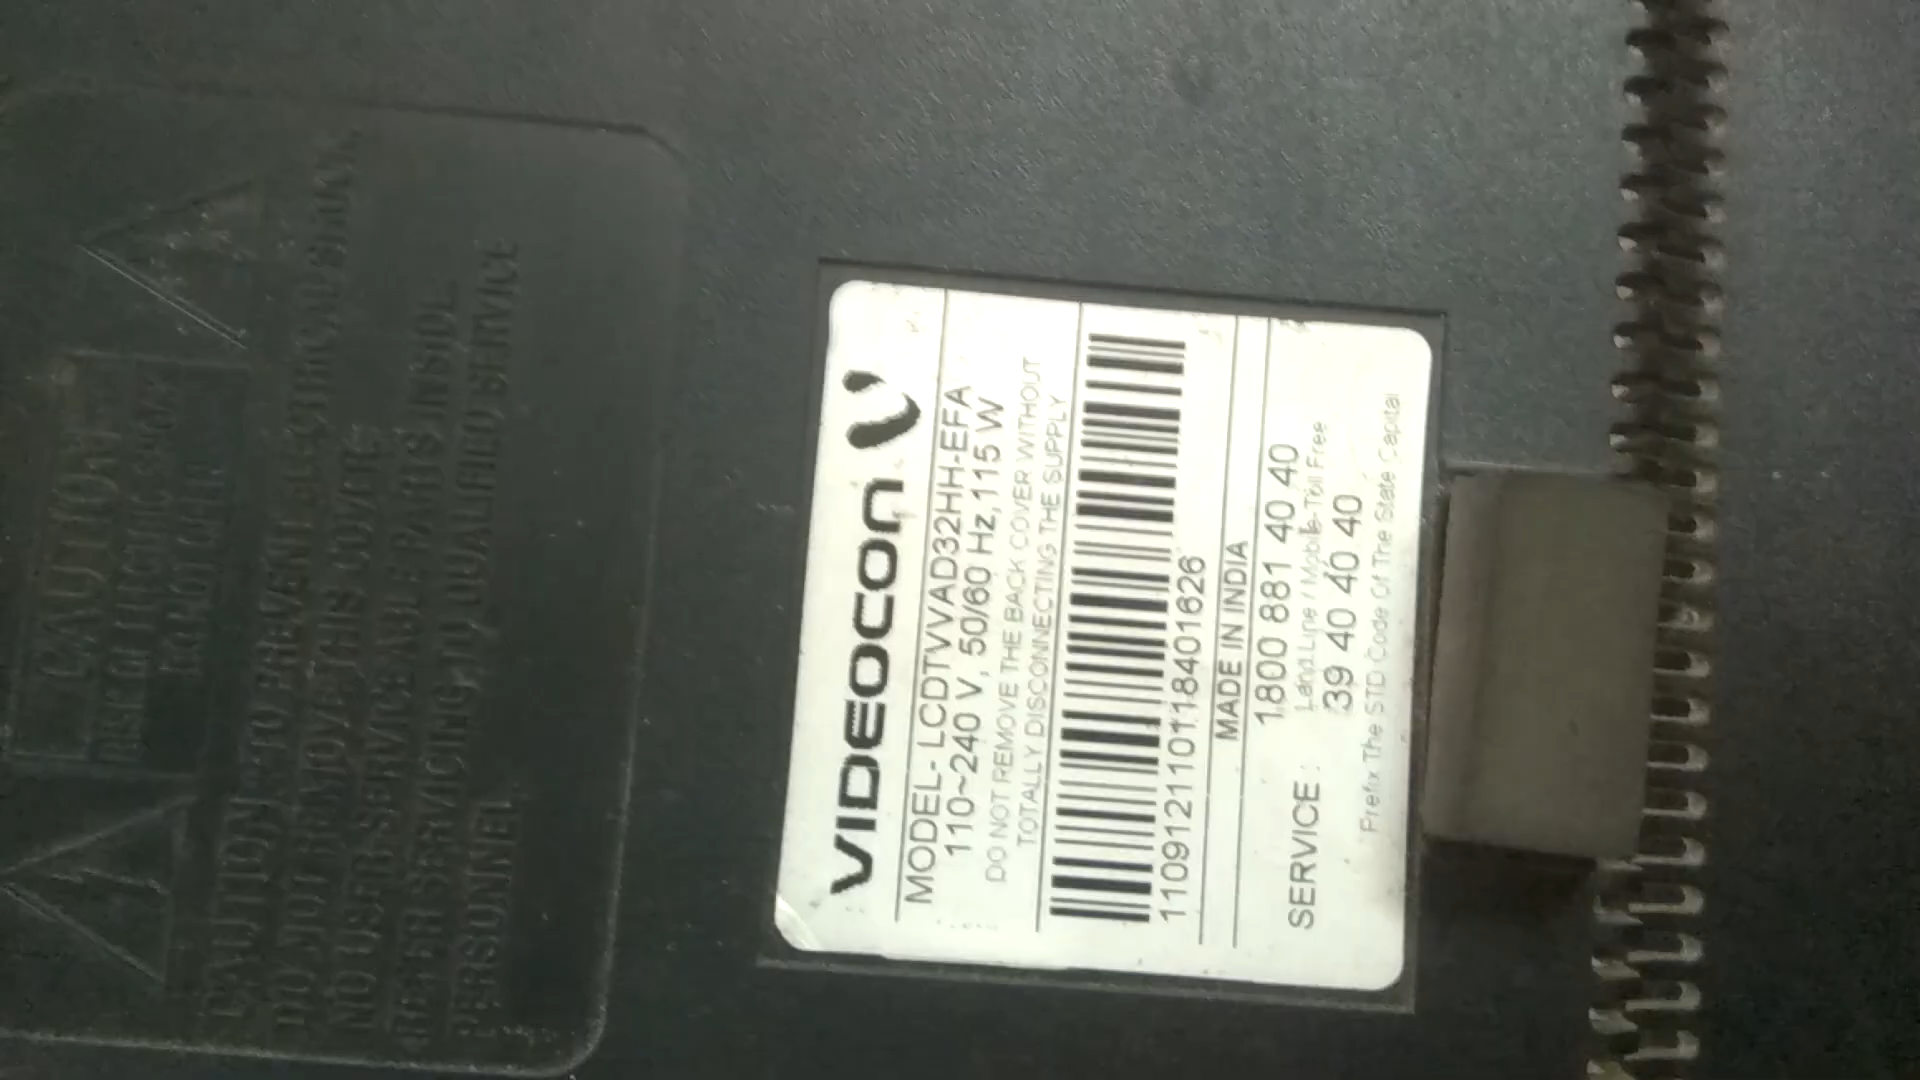 CAUTION
RISK OF ELECTRIC SHOCK
DO NOT OPEN
CAUTION: TO PREVENT ELECTRICAL SHOCK,
DO NOT REMOVE THIS COVER.
NO USER-SERVICEABLE PARTS INSIDE
REFER SERVICING TO QUALIFIED SERVICE
PERSONNEL
VIDEOCON
MODEL- LCDTVVAD32HH-EFA
110~240 V, 50/60 Hz,115 W
DO NOT REMOVE THE BACK COVER WITHOUT
TOTALLY DISCONNECTING THE SUPPLY
110912110118401626
MADE IN INDIA
SERVICE : 1800 881 40 40
Land Line / Mobile-Toll Free
39 40 40 40
Prefix The STD Code Of The State Capital